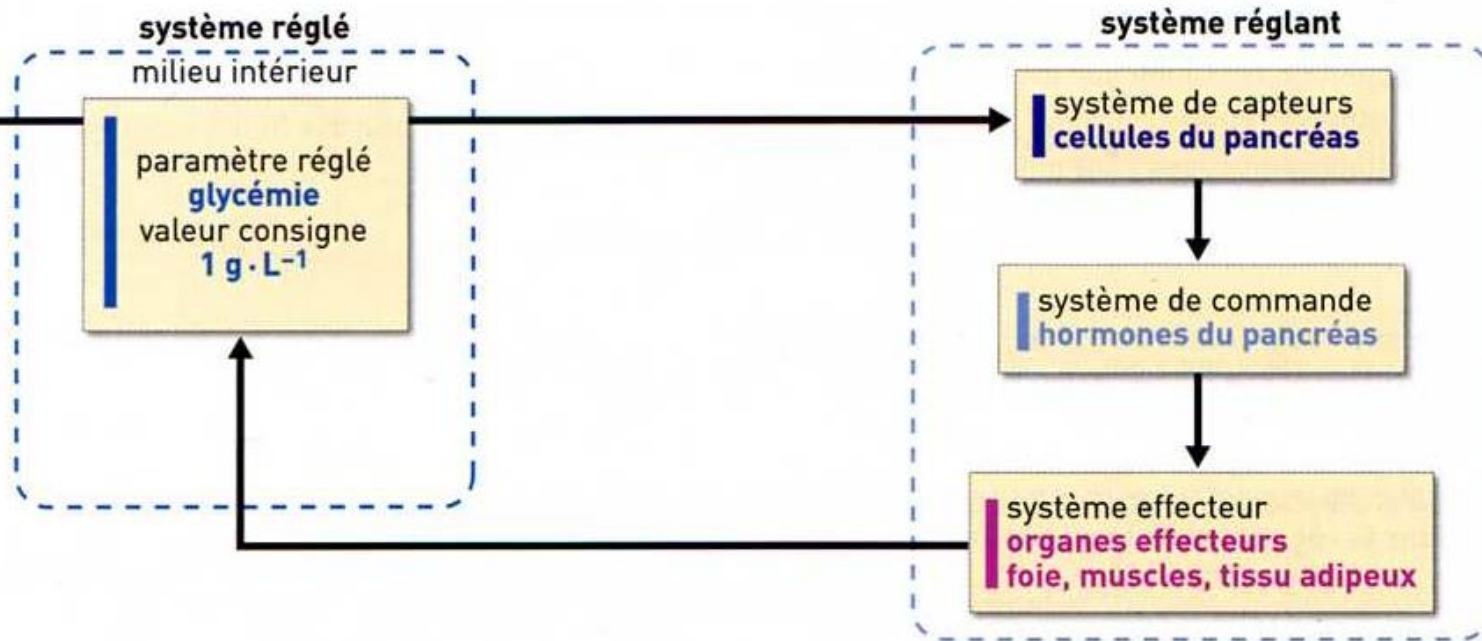 système réglé
milieu intérieur
paramètre réglé
glycémie
valeur consigne
1 g · L⁻¹
système réglant
système de capteurs
cellules du pancréas
système de commande
hormones du pancréas
système effecteur
organes effecteurs
foie, muscles, tissu adipeux